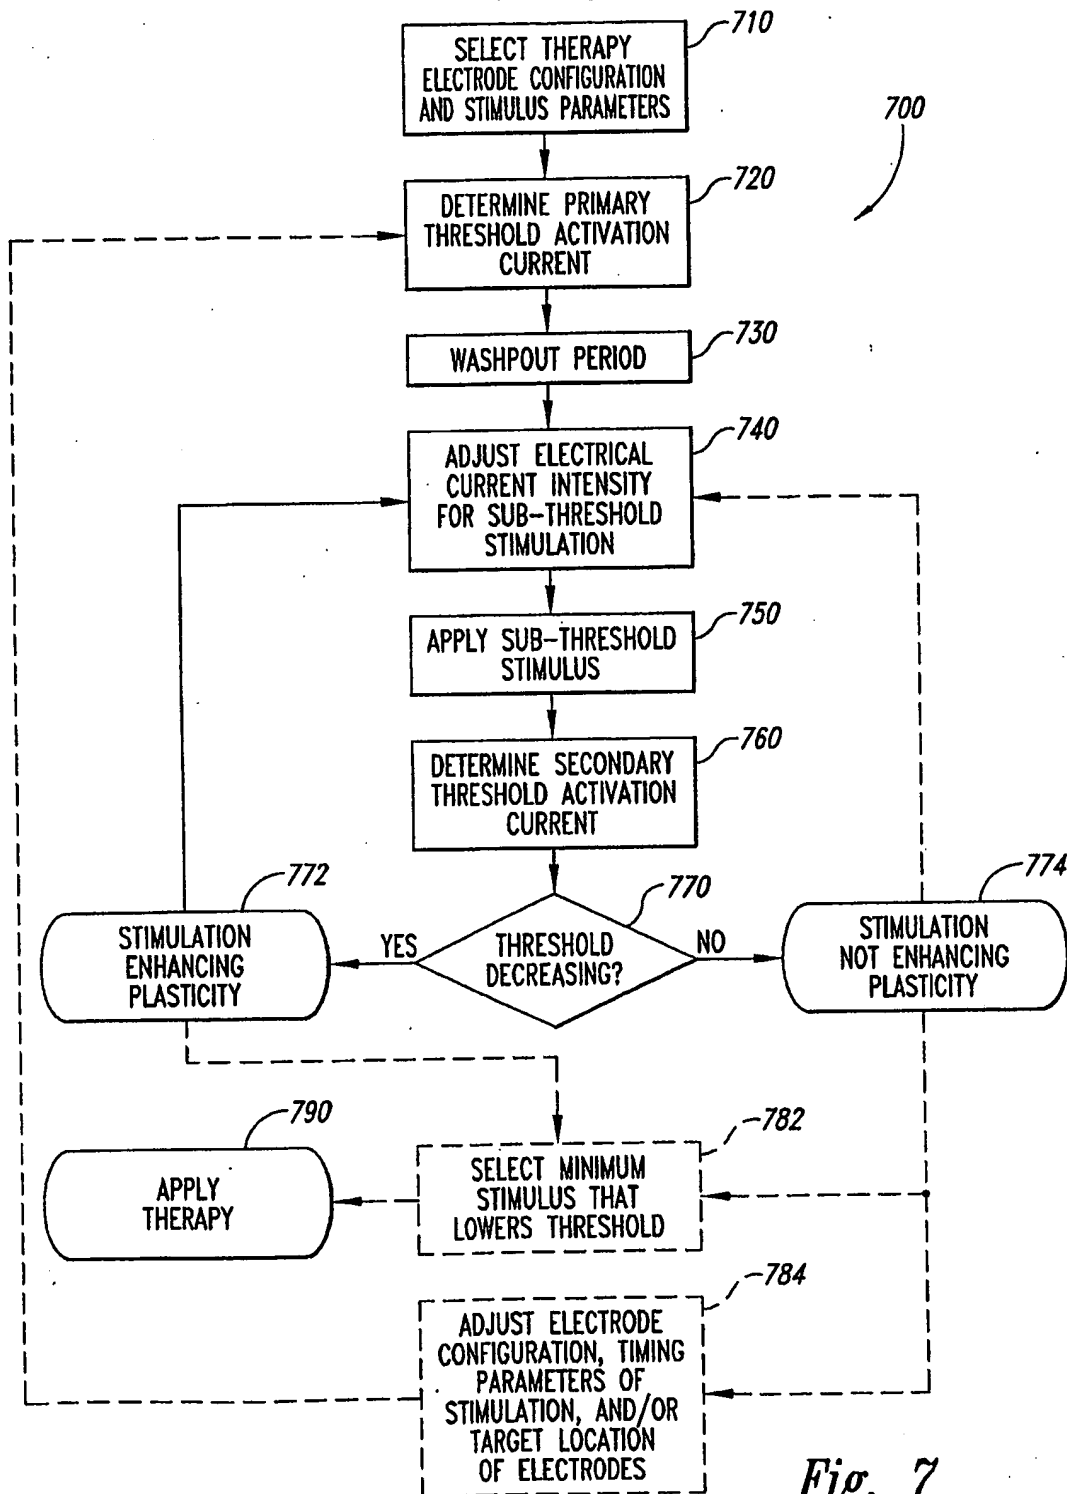 710
SELECT THERAPY
ELECTRODE CONFIGURATION
AND STIMULUS PARAMETERS
700
720
DETERMINE PRIMARY
THRESHOLD ACTIVATION
CURRENT
730
WASHPOUT PERIOD
740
ADJUST ELECTRICAL
CURRENT INTENSITY
FOR SUB-THRESHOLD
STIMULATION
750
APPLY SUB-THRESHOLD
STIMULUS
760
DETERMINE SECONDARY
THRESHOLD ACTIVATION
CURRENT
772
STIMULATION
ENHANCING
PLASTICITY
YES
770
THRESHOLD
DECREASING?
NO
774
STIMULATION
NOT ENHANCING
PLASTICITY
790
APPLY
THERAPY
782
SELECT MINIMUM
STIMULUS THAT
LOWERS THRESHOLD
784
ADJUST ELECTRODE
CONFIGURATION, TIMING
PARAMETERS OF
STIMULATION, AND/OR
TARGET LOCATION
OF ELECTRODES
Fig. 7